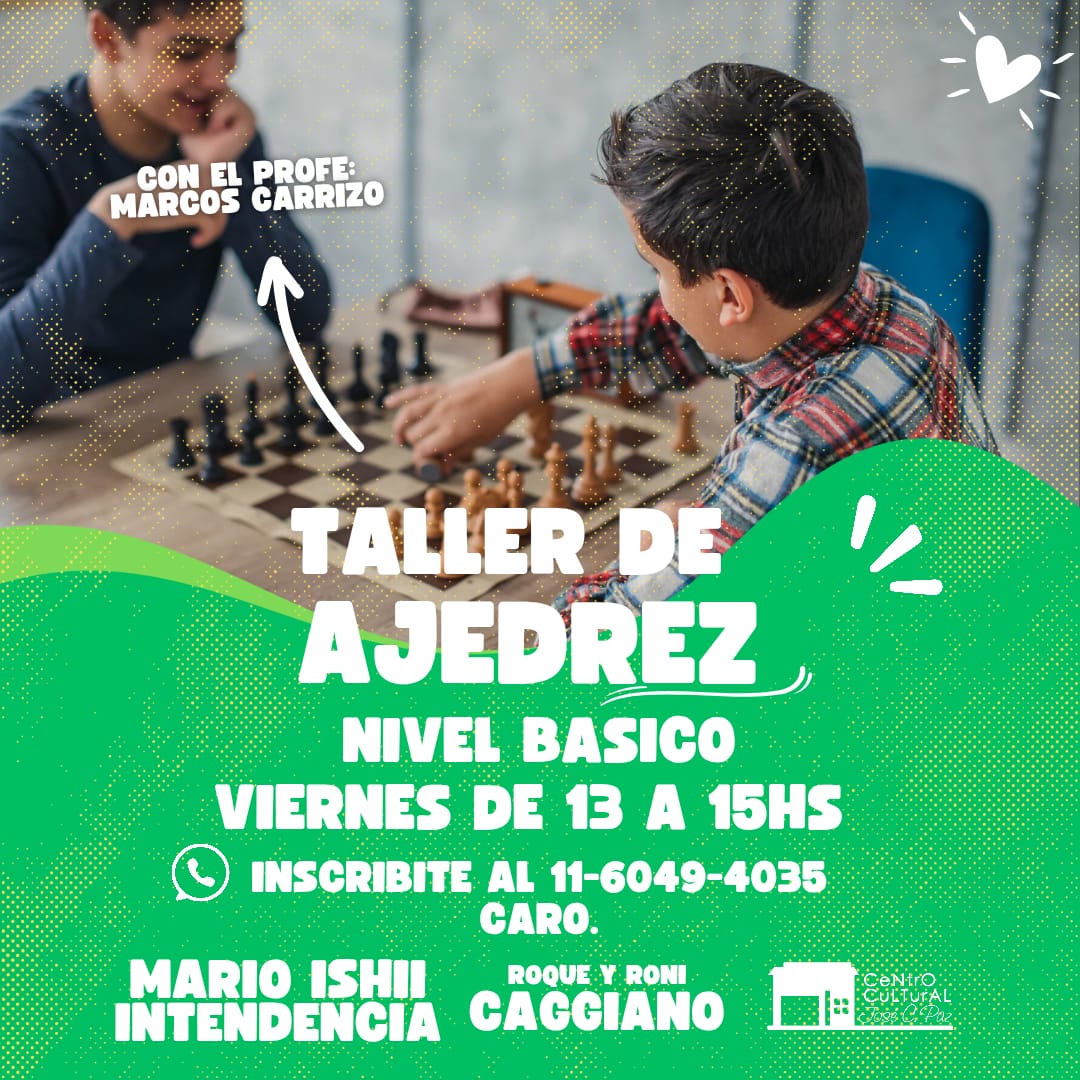 CON EL PROFE:
MARCOS CARRIZO
TALLER DE
AJEDREZ
NIVEL BASICO
VIERNES DE 13 A 15HS
INSCRIBITE AL 11-6049-4035
CARO.
MARIO ISHII
INTENDENCIA
ROQUE Y RONI
CAGGIANO
CeNtrO
CULtUrAL
José C. Paz